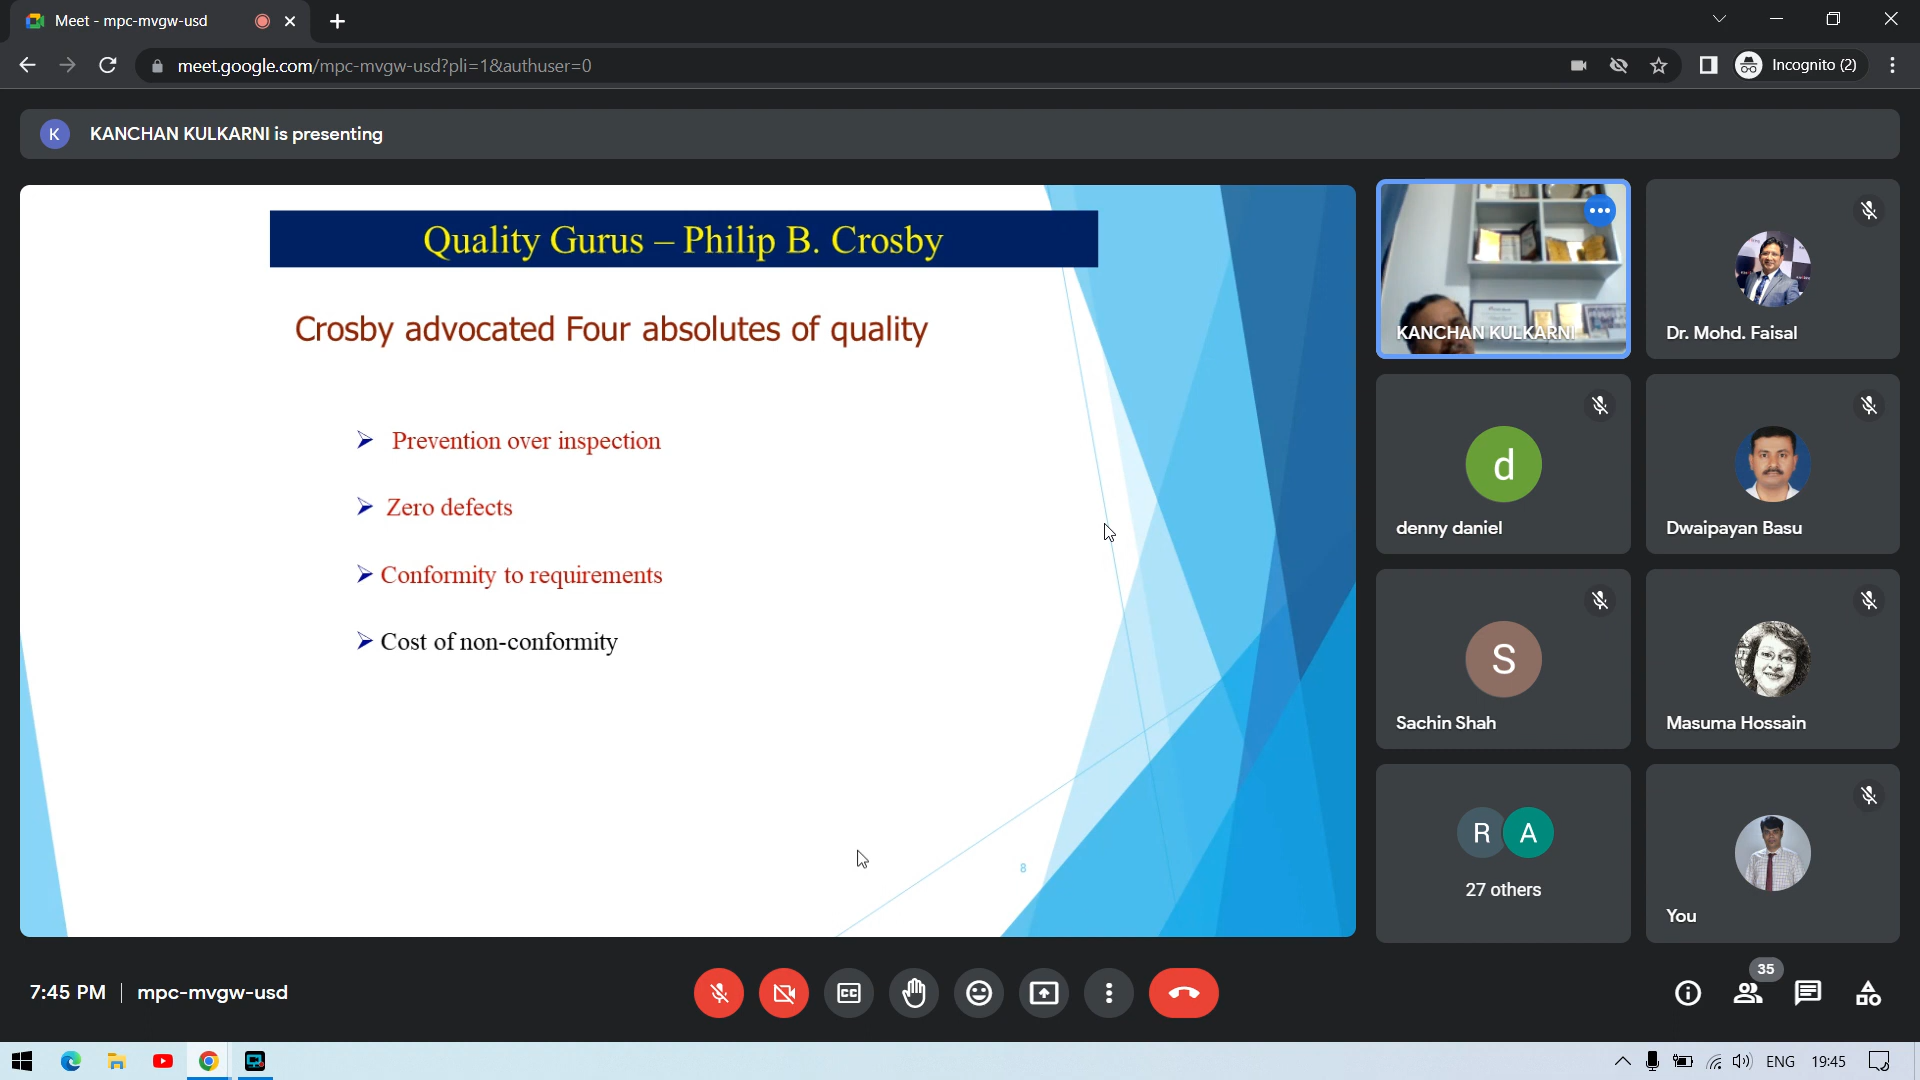 Meet - mpc-mvgw-usd
meet.google.com/mpc-mvgw-usd?pli=1&authuser=0
Incognito (2)
K
KANCHAN KULKARNI is presenting
Quality Gurus – Philip B. Crosby
Crosby advocated Four absolutes of quality
➢ Prevention over inspection
➢ Zero defects
➢ Conformity to requirements
➢ Cost of non-conformity
8
KANCHAN KULKARNI
Dr. Mohd. Faisal
d
denny daniel
Dwaipayan Basu
S
Sachin Shah
Masuma Hossain
R A
27 others
You
7:45 PM | mpc-mvgw-usd
CC
35
ENG 19:45